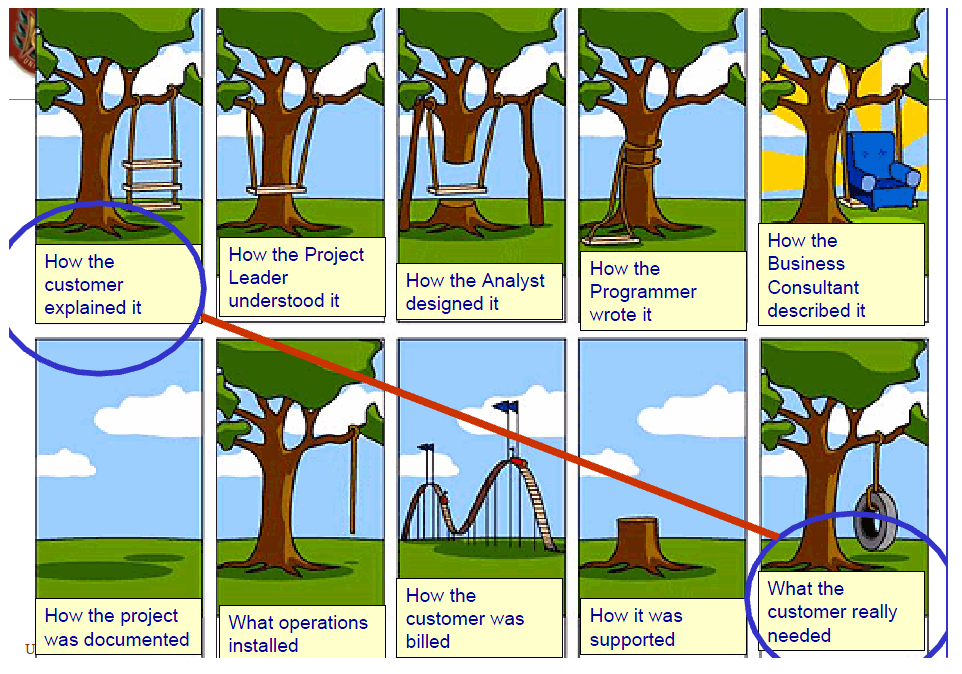 How the
customer
explained it
How the Project
Leader
understood it
How the Analyst
designed it
How the
Programmer
wrote it
How the
Business
Consultant
described it
How the project
was documented
What operations
installed
How the
customer was
billed
How it was
supported
What the
customer really
needed